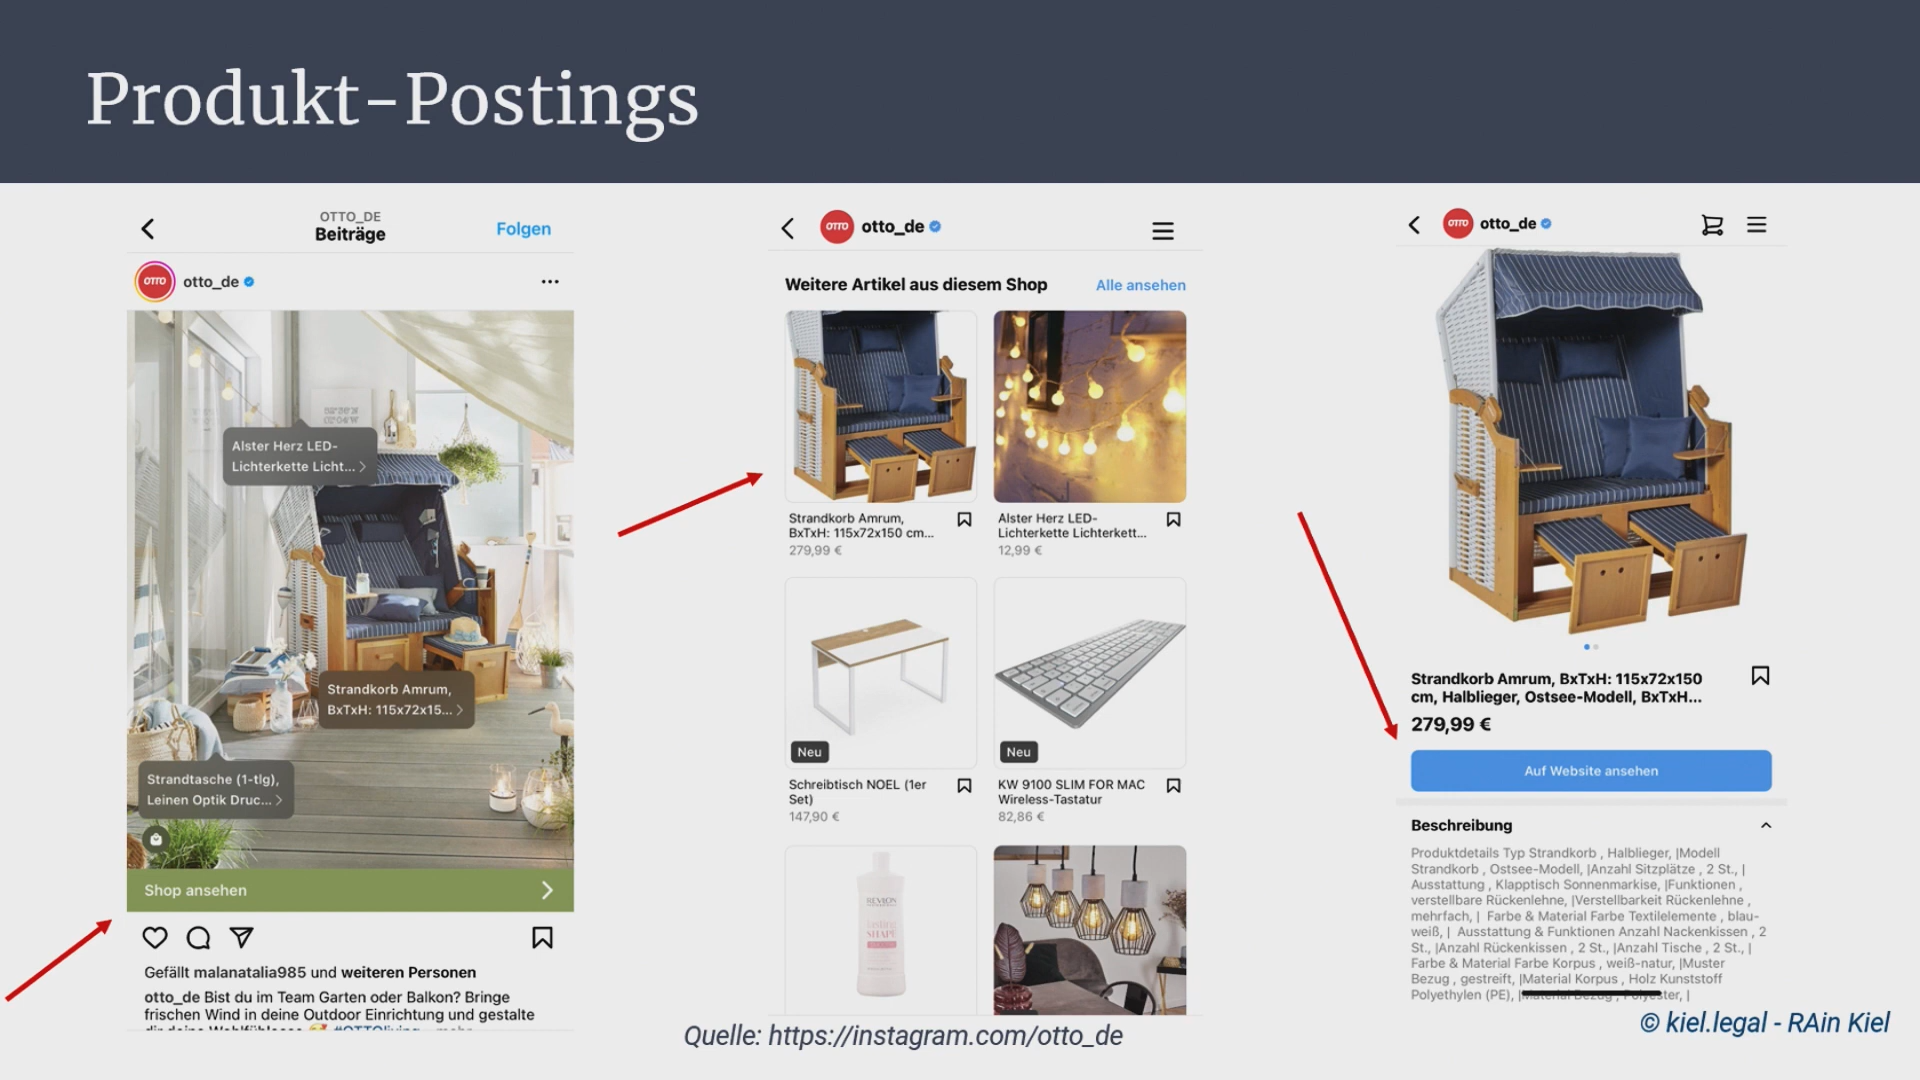 Produkt-Postings
OTTO_DE
Beiträge
Folgen
OTTO
otto_de
Alster Herz LED-
Lichterkette Licht...
Strandkorb Amrum,
BxTxH: 115x72x15...
Strandtasche (1-tlg),
Leinen Optik Druc...
Shop ansehen
Gefällt malanatalia985 und weiteren Personen
otto_de Bist du im Team Garten oder Balkon? Bringe
frischen Wind in deine Outdoor Einrichtung und gestalte
OTTO
otto_de
Weitere Artikel aus diesem Shop
Alle ansehen
Strandkorb Amrum,
BxTxH: 115x72x150 cm...
279,99 €
Alster Herz LED-
Lichterkette Lichterkett...
12,99 €
Neu
Schreibtisch NOEL (1er
Set)
147,90 €
Neu
KW 9100 SLIM FOR MAC
Wireless-Tastatur
82,86 €
REVLON
SHAPE
OTTO
otto_de
Strandkorb Amrum, BxTxH: 115x72x150
cm, Halblieger, Ostsee-Modell, BxTxH...
279,99 €
Auf Website ansehen
Beschreibung
Produktdetails Typ Strandkorb , Halblieger, |Modell
Strandkorb , Ostsee-Modell, |Anzahl Sitzplätze , 2 St., |
Ausstattung , Klapptisch Sonnenmarkise, |Funktionen ,
verstellbare Rückenlehne, |Verstellbarkeit Rückenlehne ,
mehrfach, | Farbe & Material Farbe Textilelemente , blau-
weiß, | Ausstattung & Funktionen Anzahl Nackenkissen , 2
St., |Anzahl Rückenkissen , 2 St., |Anzahl Tische , 2 St., |
Farbe & Material Farbe Korpus , weiß-natur, |Muster
Bezug , gestreift, |Material Korpus , Holz Kunststoff
Polyethylen (PE), |Material Bezug , Polyester, |
Quelle: https://instagram.com/otto_de
© kiel.legal - RAin Kiel